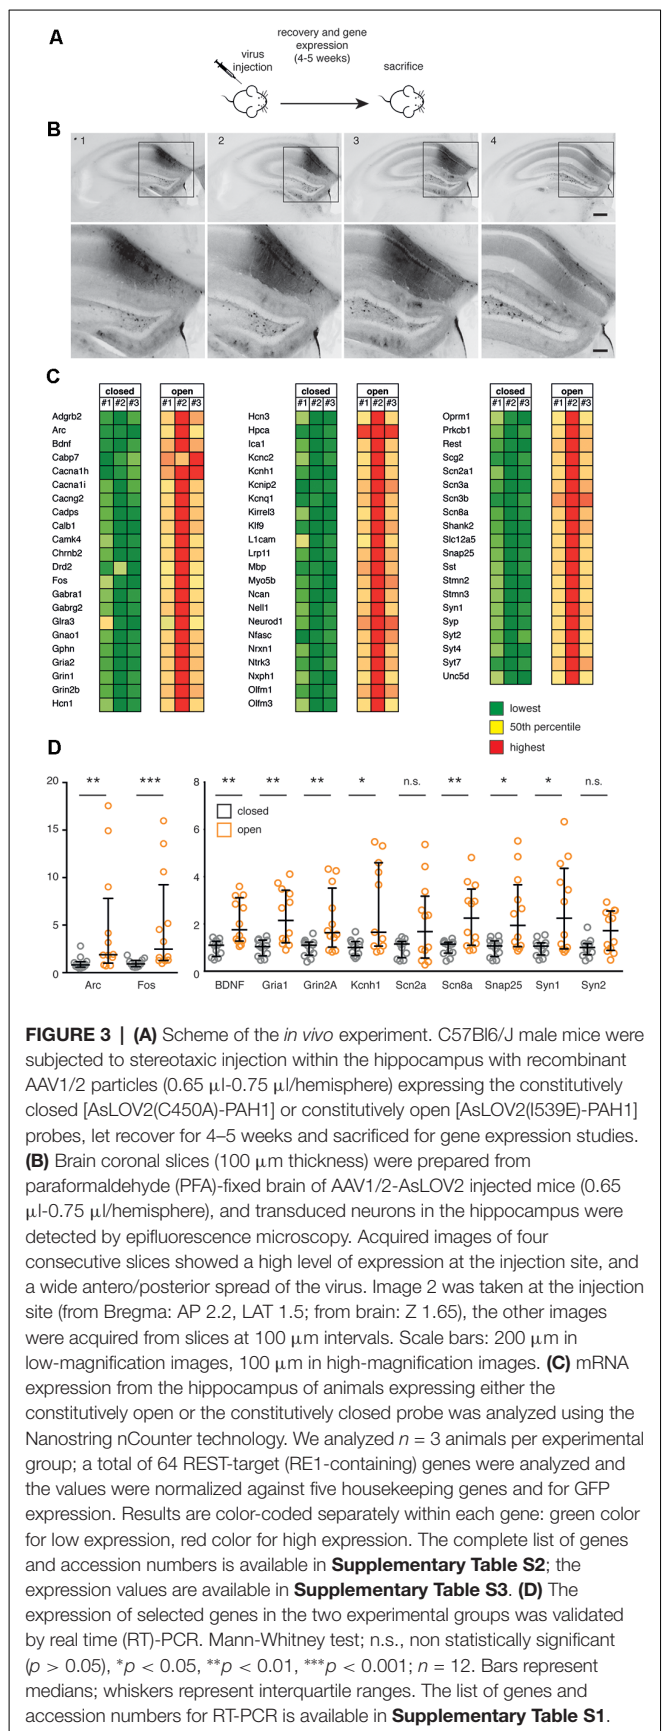 A
recovery and gene
expression
(4-5 weeks)
virus
injection
sacrifice
B
* 1
2
3
4
C
closed
open
closed
open
closed
open
#1 #2 #3
#1 #2 #3
#1 #2 #3
#1 #2 #3
#1 #2 #3
#1 #2 #3
Adgrb2
Arc
Bdnf
Cabp7
Cacna1h
Cacna1i
Cacng2
Cadps
Calb1
Camk4
Chrnb2
Drd2
Fos
Gabra1
Gabrg2
Glra3
Gnao1
Gphn
Gria2
Grin1
Grin2b
Hcn1
Hcn3
Hpca
Ica1
Kcnc2
Kcnh1
Kcnip2
Kcnq1
Kirrel3
Klf9
L1cam
Lrp11
Mbp
Myo5b
Ncan
Nell1
Neurod1
Nfasc
Nrxn1
Ntrk3
Nxph1
Olfm1
Olfm3
Oprm1
Prkcb1
Rest
Scg2
Scn2a1
Scn3a
Scn3b
Scn8a
Shank2
Slc12a5
Snap25
Sst
Stmn2
Stmn3
Syn1
Syp
Syt2
Syt4
Syt7
Unc5d
lowest
50th percentile
highest
D
20
15
10
5
0
** ***
Arc Fos
8
6
4
2
0
** ** ** * n.s. ** * * n.s.
closed
open
BDNF Gria1 Grin2A Kcnh1 Scn2a Scn8a Snap25 Syn1 Syn2
FIGURE 3 | (A) Scheme of the in vivo experiment. C57Bl6/J male mice were
subjected to stereotaxic injection within the hippocampus with recombinant
AAV1/2 particles (0.65 μl-0.75 μl/hemisphere) expressing the constitutively
closed [AsLOV2(C450A)-PAH1] or constitutively open [AsLOV2(I539E)-PAH1]
probes, let recover for 4–5 weeks and sacrificed for gene expression studies.
(B) Brain coronal slices (100 μm thickness) were prepared from
paraformaldehyde (PFA)-fixed brain of AAV1/2-AsLOV2 injected mice (0.65
μl-0.75 μl/hemisphere), and transduced neurons in the hippocampus were
detected by epifluorescence microscopy. Acquired images of four
consecutive slices showed a high level of expression at the injection site, and
a wide antero/posterior spread of the virus. Image 2 was taken at the injection
site (from Bregma: AP 2.2, LAT 1.5; from brain: Z 1.65), the other images
were acquired from slices at 100 μm intervals. Scale bars: 200 μm in
low-magnification images, 100 μm in high-magnification images. (C) mRNA
expression from the hippocampus of animals expressing either the
constitutively open or the constitutively closed probe was analyzed using the
Nanostring nCounter technology. We analyzed n = 3 animals per experimental
group; a total of 64 REST-target (RE1-containing) genes were analyzed and
the values were normalized against five housekeeping genes and for GFP
expression. Results are color-coded separately within each gene: green color
for low expression, red color for high expression. The complete list of genes
and accession numbers is available in Supplementary Table S2; the
expression values are available in Supplementary Table S3. (D) The
expression of selected genes in the two experimental groups was validated
by real time (RT)-PCR. Mann-Whitney test; n.s., non statistically significant
(p > 0.05), *p < 0.05, **p < 0.01, ***p < 0.001; n = 12. Bars represent
medians; whiskers represent interquartile ranges. The list of genes and
accession numbers for RT-PCR is available in Supplementary Table S1.